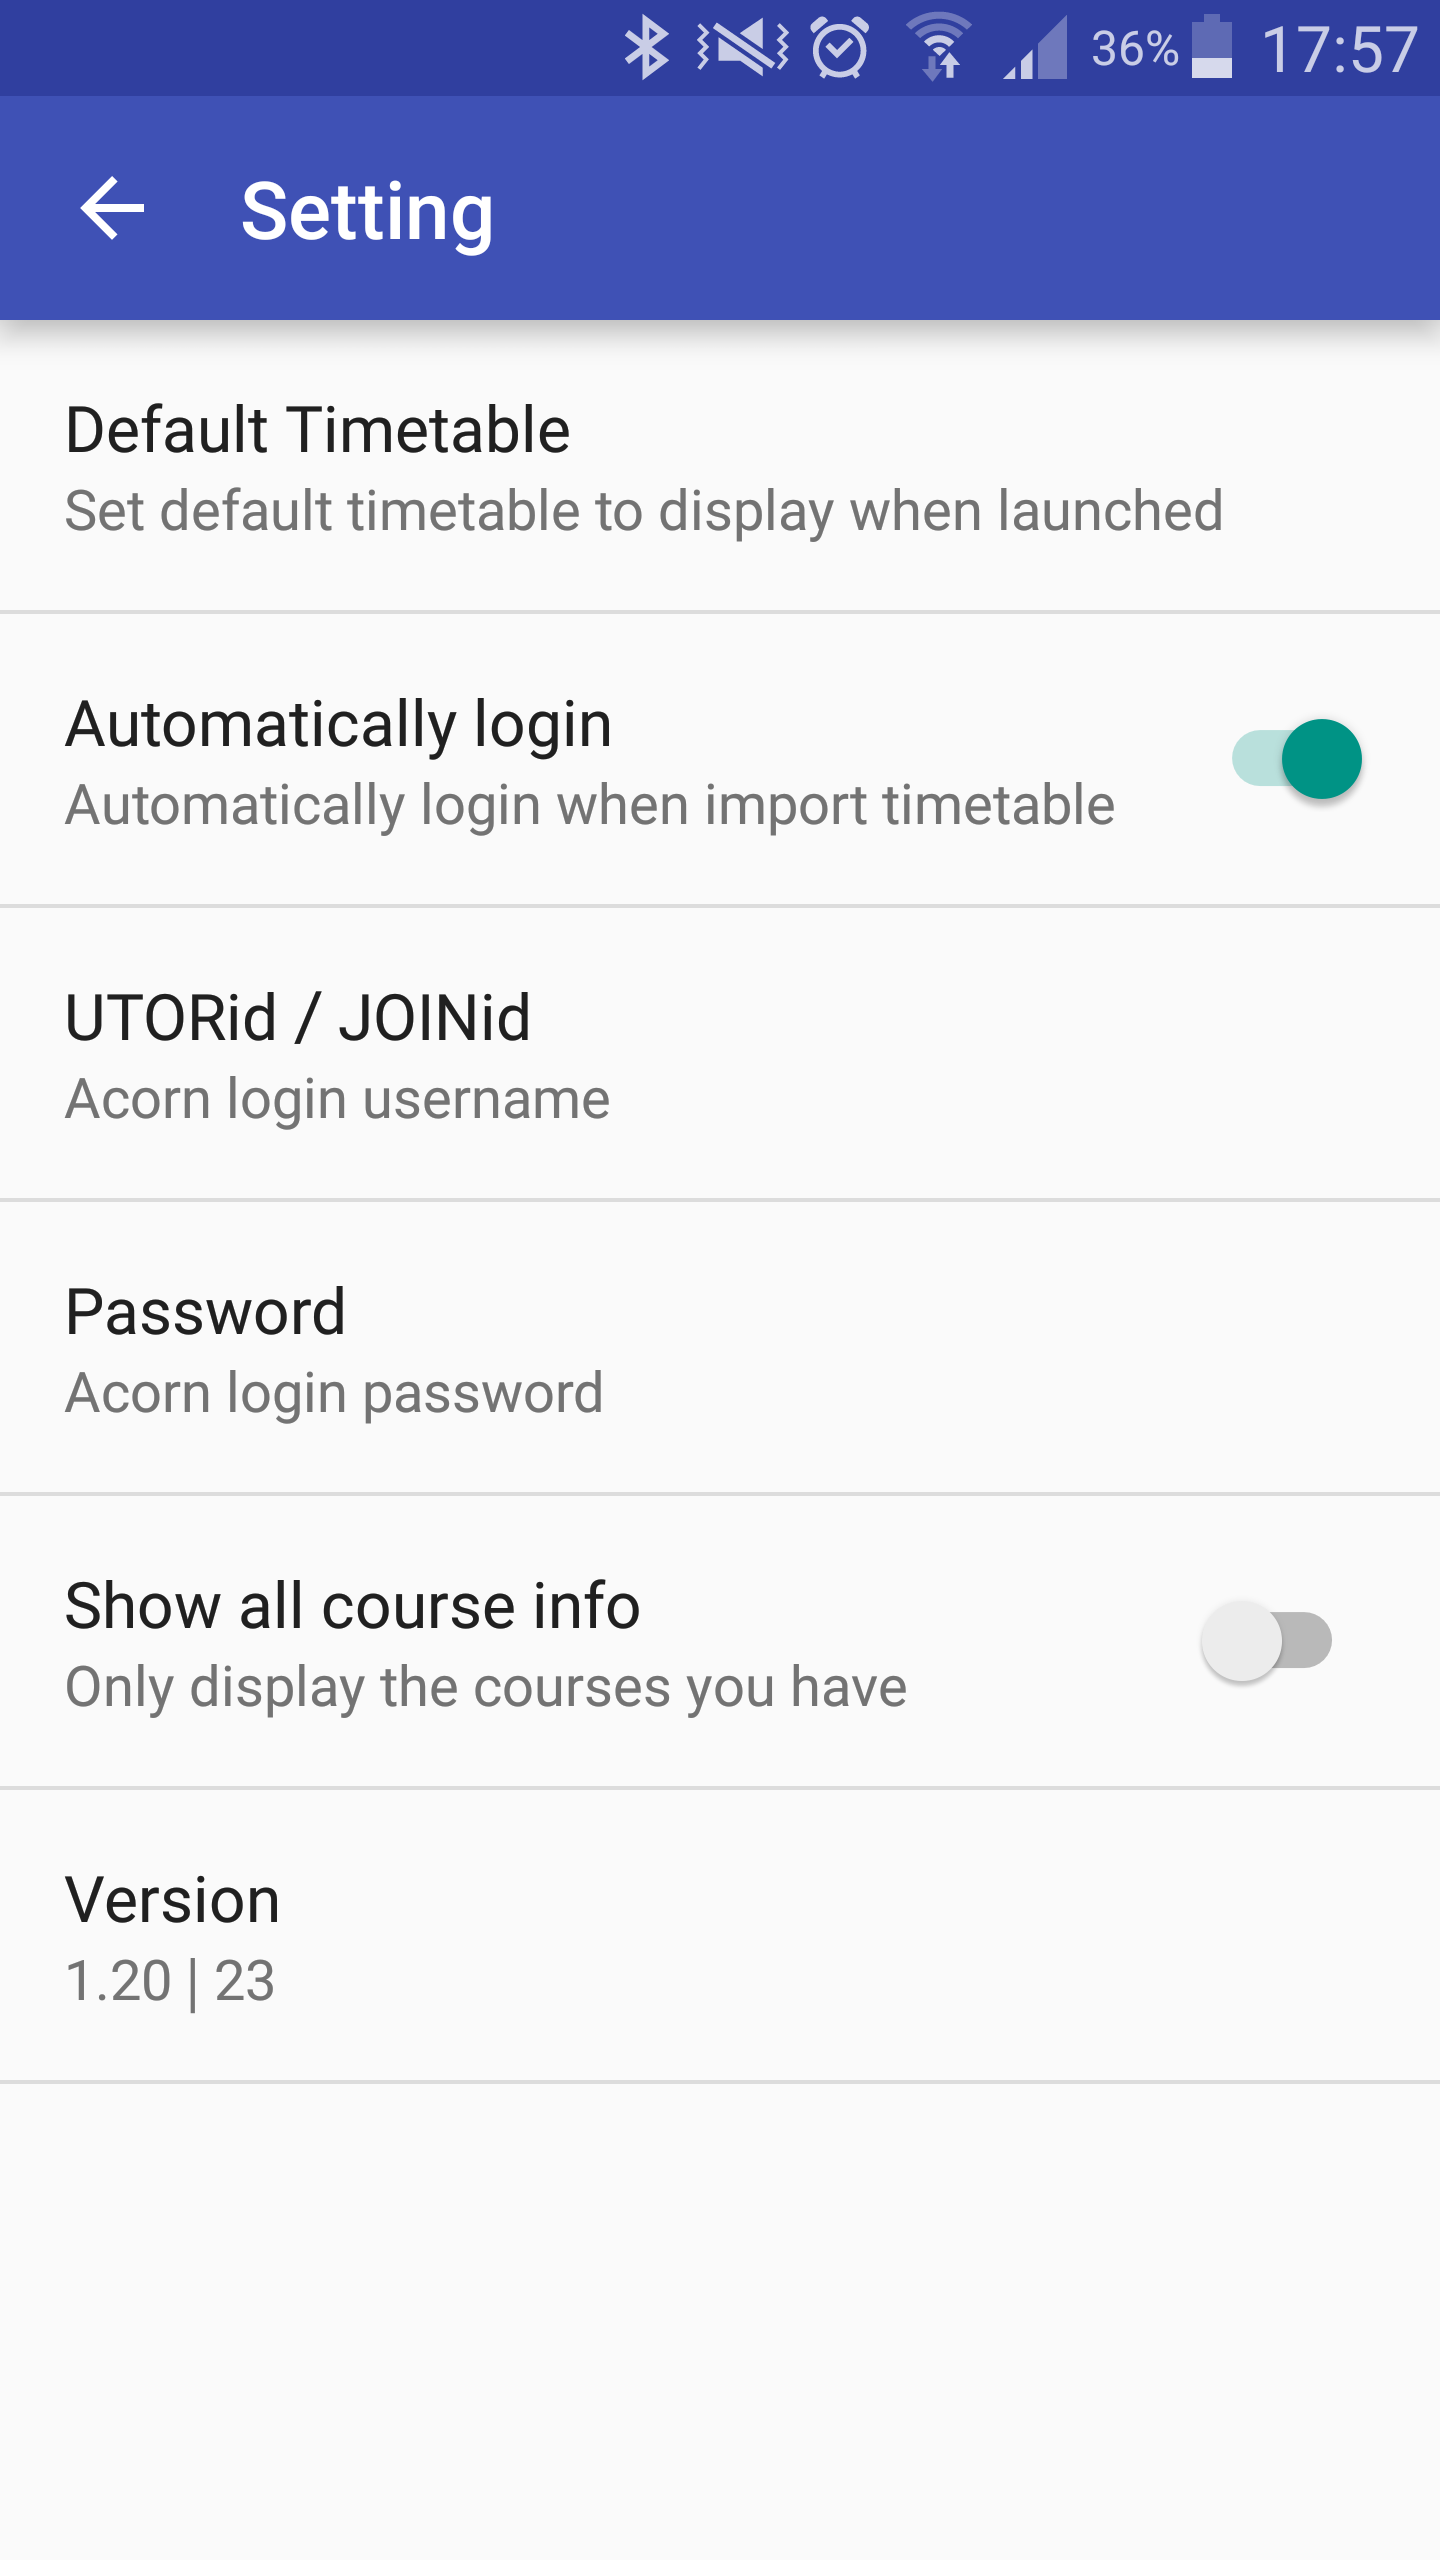 36% 17:57
Setting
Default Timetable
Set default timetable to display when launched
Automatically login
Automatically login when import timetable
UTORid / JOINid
Acorn login username
Password
Acorn login password
Show all course info
Only display the courses you have
Version
1.20 | 23